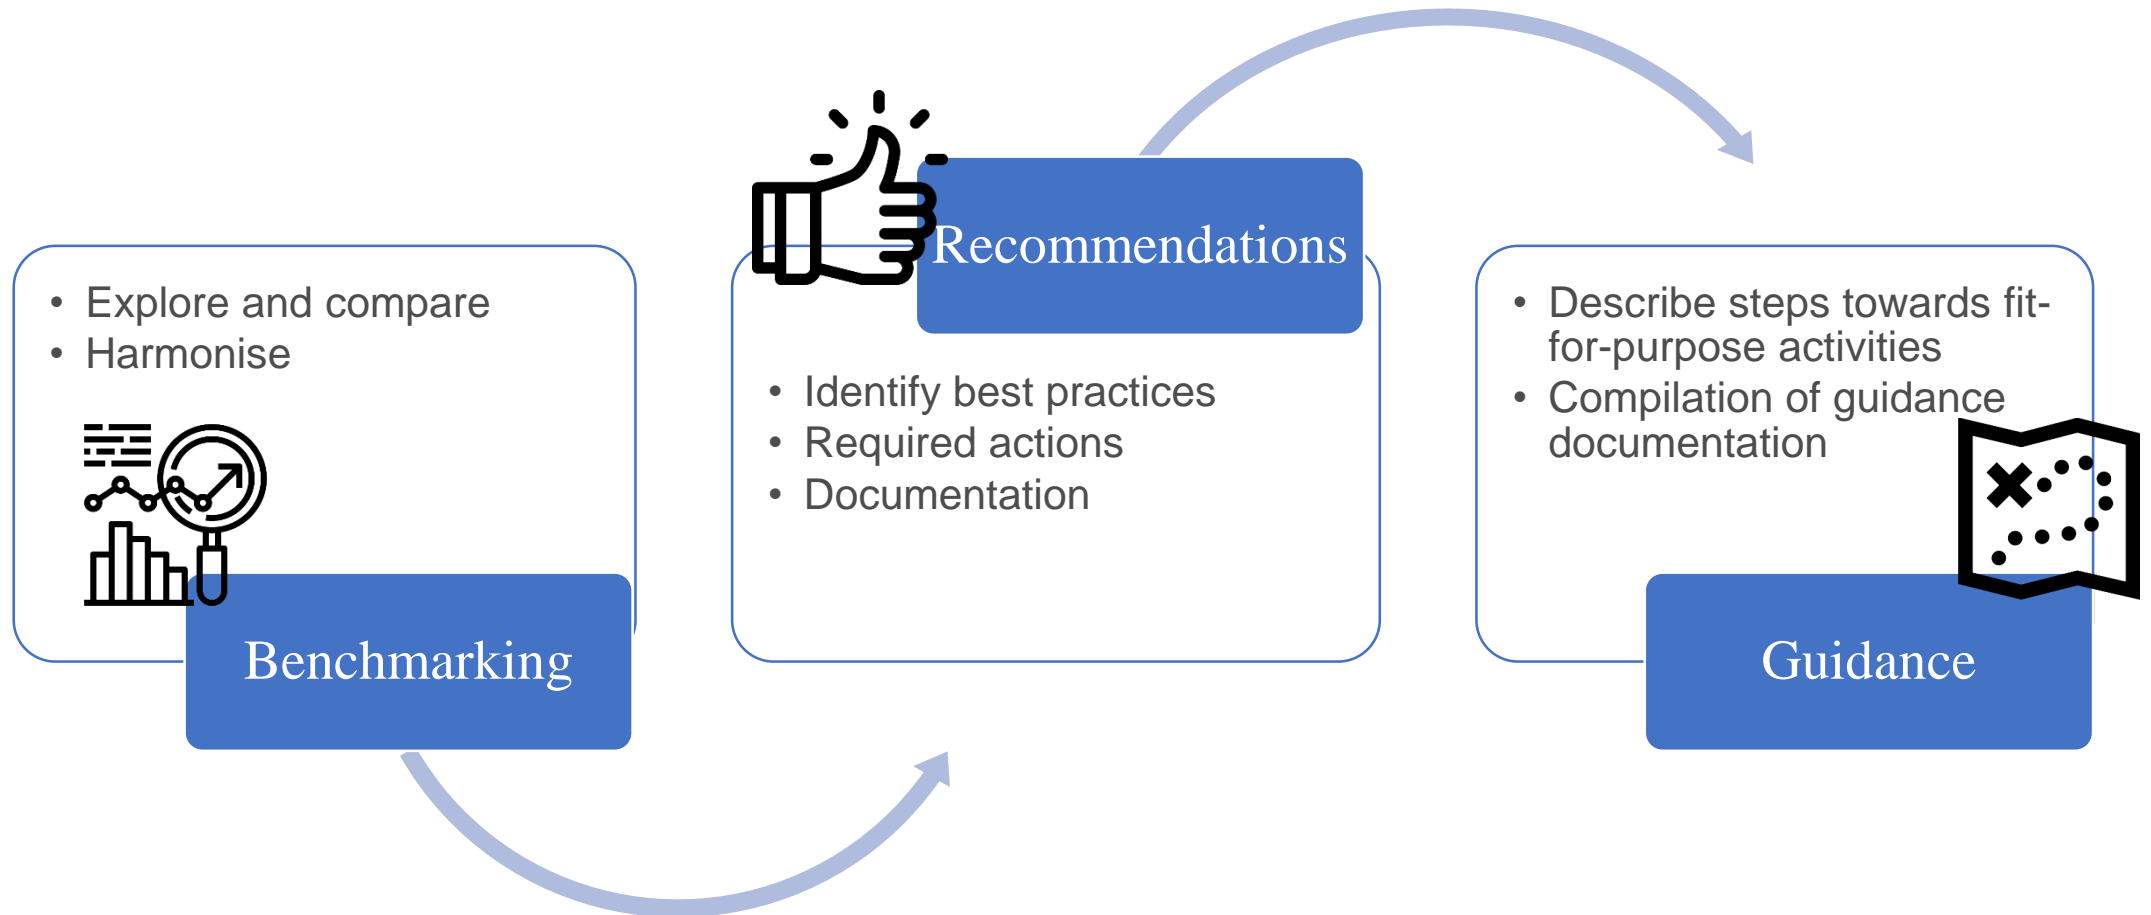 • Explore and compare
• Harmonise
Benchmarking
Recommendations
• Identify best practices
• Required actions
• Documentation
• Describe steps towards fit-
for-purpose activities
• Compilation of guidance
documentation
Guidance